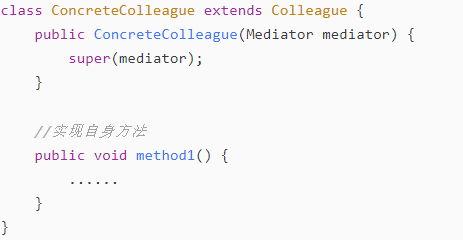 class ConcreteColleague extends Colleague {
    public ConcreteColleague(Mediator mediator) {
        super(mediator);
    }

    //实现自身方法
    public void method1() {
        ......
    }
}